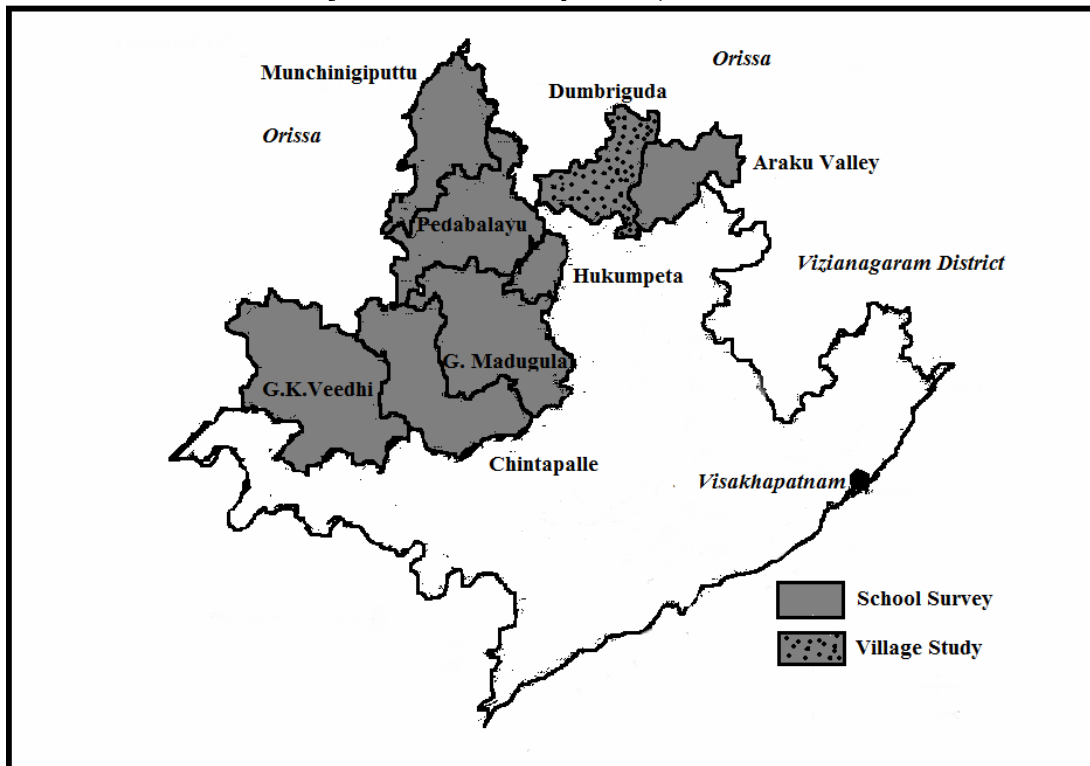 Orissa
Munchinigiputtu
Dumbriguda
Orissa
Araku Valley
Pedabalayu
Vizianagaram District
Hukumpeta
G. Madugula
G.K.Veedhi
Chintapalle
Visakhapatnam
School Survey
Village Study